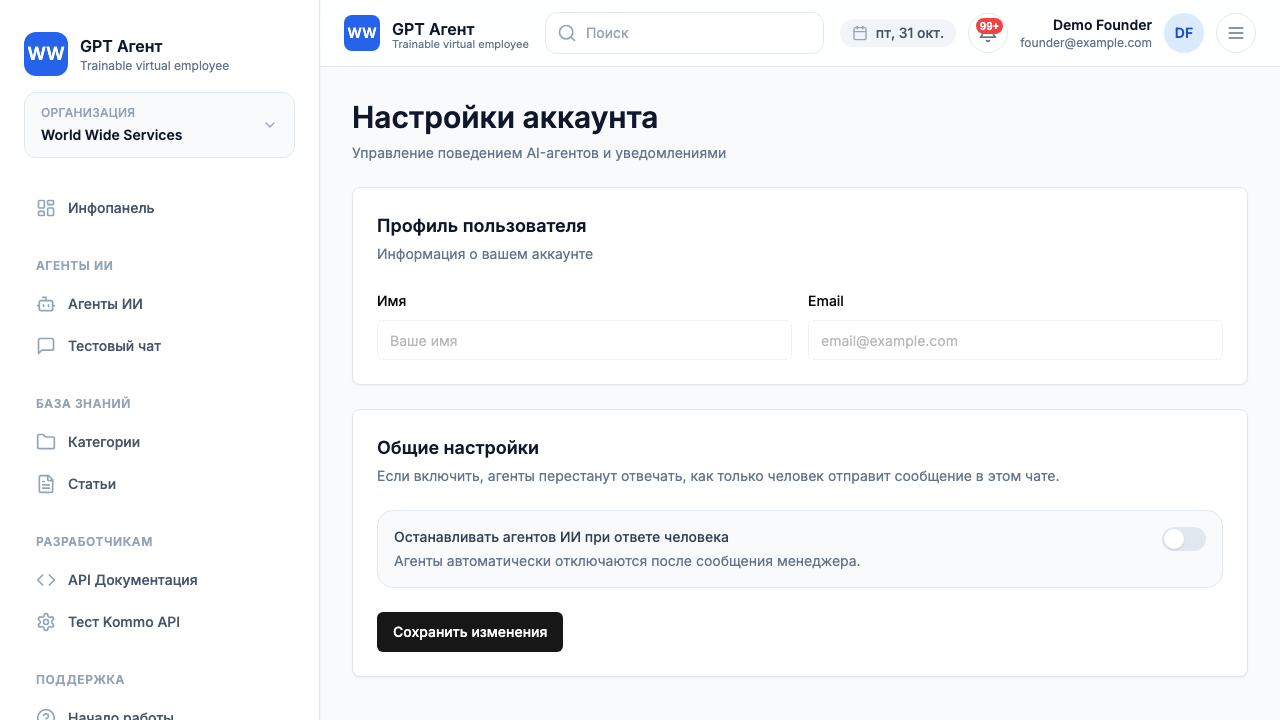 WW
GPT Агент
Trainable virtual employee
ОРГАНИЗАЦИЯ
World Wide Services
Инфопанель
АГЕНТЫ ИИ
Агенты ИИ
Тестовый чат
БАЗА ЗНАНИЙ
Категории
Статьи
РАЗРАБОТЧИКАМ
API Документация
Тест Kommo API
ПОДДЕРЖКА
Начало работы
WW
GPT Агент
Trainable virtual employee
Поиск
пт, 31 окт.
99+
Demo Founder
founder@example.com
DF
Настройки аккаунта
Управление поведением AI-агентов и уведомлениями
Профиль пользователя
Информация о вашем аккаунте
Имя
Ваше имя
Email
email@example.com
Общие настройки
Если включить, агенты перестанут отвечать, как только человек отправит сообщение в этом чате.
Останавливать агентов ИИ при ответе человека
Агенты автоматически отключаются после сообщения менеджера.
Сохранить изменения